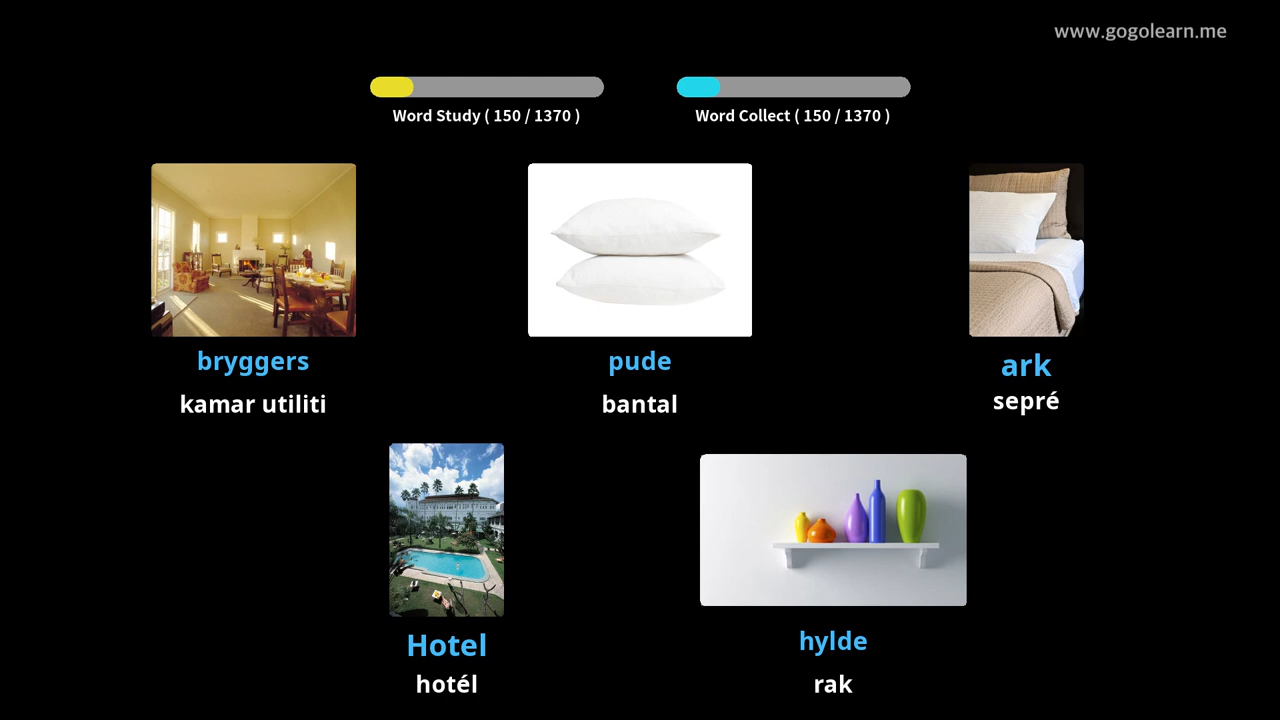 www.gogolearn.me
Word Study ( 150 / 1370 )
Word Collect ( 150 / 1370 )
bryggers
kamar utiliti
pude
bantal
ark
sepré
Hotel
hotél
hylde
rak